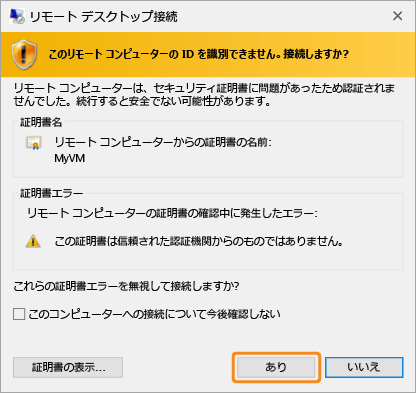 リモート デスクトップ接続
このリモート コンピューターの ID を識別できません。接続しますか?
リモート コンピューターは、セキュリティ証明書に問題があったため認証されま
せんでした。続行すると安全でない可能性があります。
証明書名
リモート コンピューターからの証明書の名前:
MyVM
証明書エラー
リモート コンピューターの証明書の確認中に発生したエラー:
この証明書は信頼された認証機関からのものではありません。
これらの証明書エラーを無視して接続しますか?
このコンピューターへの接続について今後確認しない
証明書の表示...
あり
いいえ